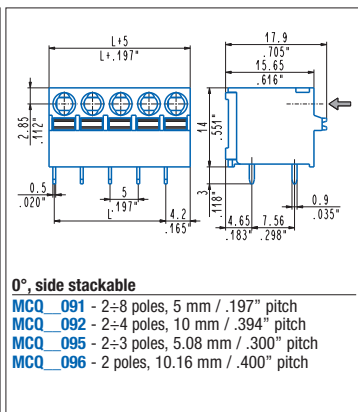 L+5
L+.197"
17.9
.705"
15.65
.616"
2.85
.112"
14
.551"
3
.118"
0.5
.020"
5
.197"
L
4.2
.165"
4.65
.183"
7.56
.298"
0.9
.035"
0°, side stackable
MCQ__091 - 2÷8 poles, 5 mm / .197” pitch
MCQ__092 - 2÷4 poles, 10 mm / .394” pitch
MCQ__095 - 2÷3 poles, 5.08 mm / .300” pitch
MCQ__096 - 2 poles, 10.16 mm / .400” pitch